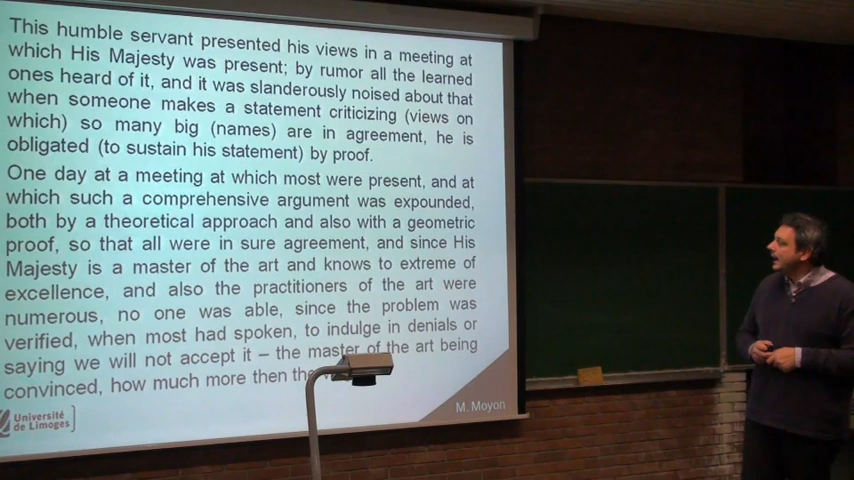 This humble servant presented his views in a meeting at
which His Majesty was present; by rumor all the learned
ones heard of it, and it was slanderously noised about that
when someone makes a statement criticizing (views on
which) so many big (names) are in agreement, he is
obligated (to sustain his statement) by proof.
One day at a meeting at which most were present, and at
which such a comprehensive argument was expounded,
both by a theoretical approach and also with a geometric
proof, so that all were in sure agreement, and since His
Majesty is a master of the art and knows to extreme of
excellence, and also the practitioners of the art were
numerous, no one was able, since the problem was
verified, when most had spoken, to indulge in denials or
saying we will not accept it – the master of the art being
convinced, how much more then
Université
de Limoges
M. Moyon